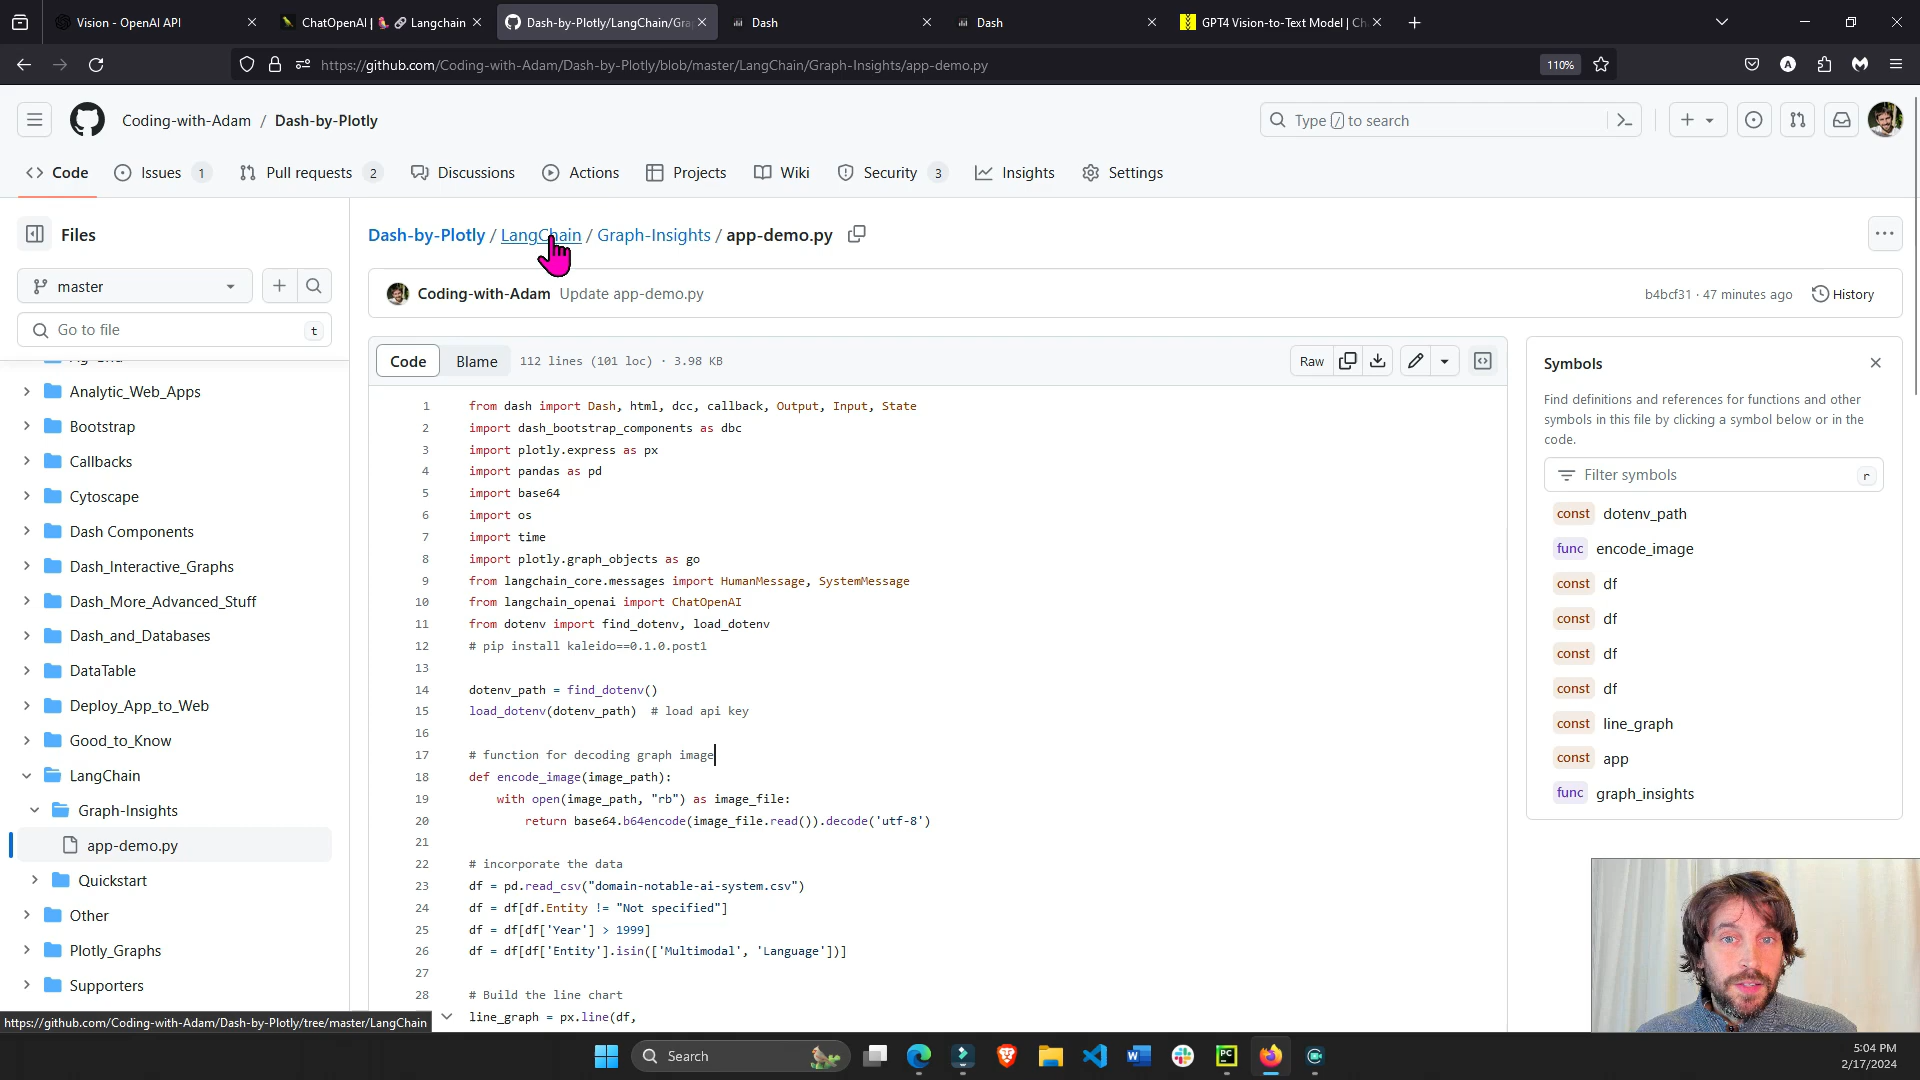 Vision - OpenAI API
ChatOpenAI | 🦜️🔗 Langchain
Dash-by-Plotly/LangChain/Gra
Dash
Dash
GPT4 Vision-to-Text Model | Ch
https://github.com/Coding-with-Adam/Dash-by-Plotly/blob/master/LangChain/Graph-Insights/app-demo.py
110%
Coding-with-Adam / Dash-by-Plotly
Type / to search
Code
Issues 1
Pull requests 2
Discussions
Actions
Projects
Wiki
Security 3
Insights
Settings
Files
master
Go to file
t
Analytic_Web_Apps
Bootstrap
Callbacks
Cytoscape
Dash Components
Dash_Interactive_Graphs
Dash_More_Advanced_Stuff
Dash_and_Databases
DataTable
Deploy_App_to_Web
Good_to_Know
LangChain
Graph-Insights
app-demo.py
Quickstart
Other
Plotly_Graphs
Supporters
https://github.com/Coding-with-Adam/Dash-by-Plotly/tree/master/LangChain
Dash-by-Plotly / LangChain / Graph-Insights / app-demo.py
Coding-with-Adam Update app-demo.py
b4bcf31 · 47 minutes ago
History
Code
Blame
112 lines (101 loc) · 3.98 KB
Raw
1 from dash import Dash, html, dcc, callback, Output, Input, State
2 import dash_bootstrap_components as dbc
3 import plotly.express as px
4 import pandas as pd
5 import base64
6 import os
7 import time
8 import plotly.graph_objects as go
9 from langchain_core.messages import HumanMessage, SystemMessage
10 from langchain_openai import ChatOpenAI
11 from dotenv import find_dotenv, load_dotenv
12 # pip install kaleido==0.1.0.post1
13
14 dotenv_path = find_dotenv()
15 load_dotenv(dotenv_path)  # load api key
16
17 # function for decoding graph image
18 def encode_image(image_path):
19     with open(image_path, "rb") as image_file:
20         return base64.b64encode(image_file.read()).decode('utf-8')
21
22 # incorporate the data
23 df = pd.read_csv("domain-notable-ai-system.csv")
24 df = df[df.Entity != "Not specified"]
25 df = df[df['Year'] > 1999]
26 df = df[df['Entity'].isin(['Multimodal', 'Language'])]
27
28 # Build the line chart
line_graph = px.line(df,
Symbols
Find definitions and references for functions and other
symbols in this file by clicking a symbol below or in the
code.
Filter symbols
r
const dotenv_path
func encode_image
const df
const df
const df
const df
const line_graph
const app
func graph_insights
Search
5:04 PM
2/17/2024